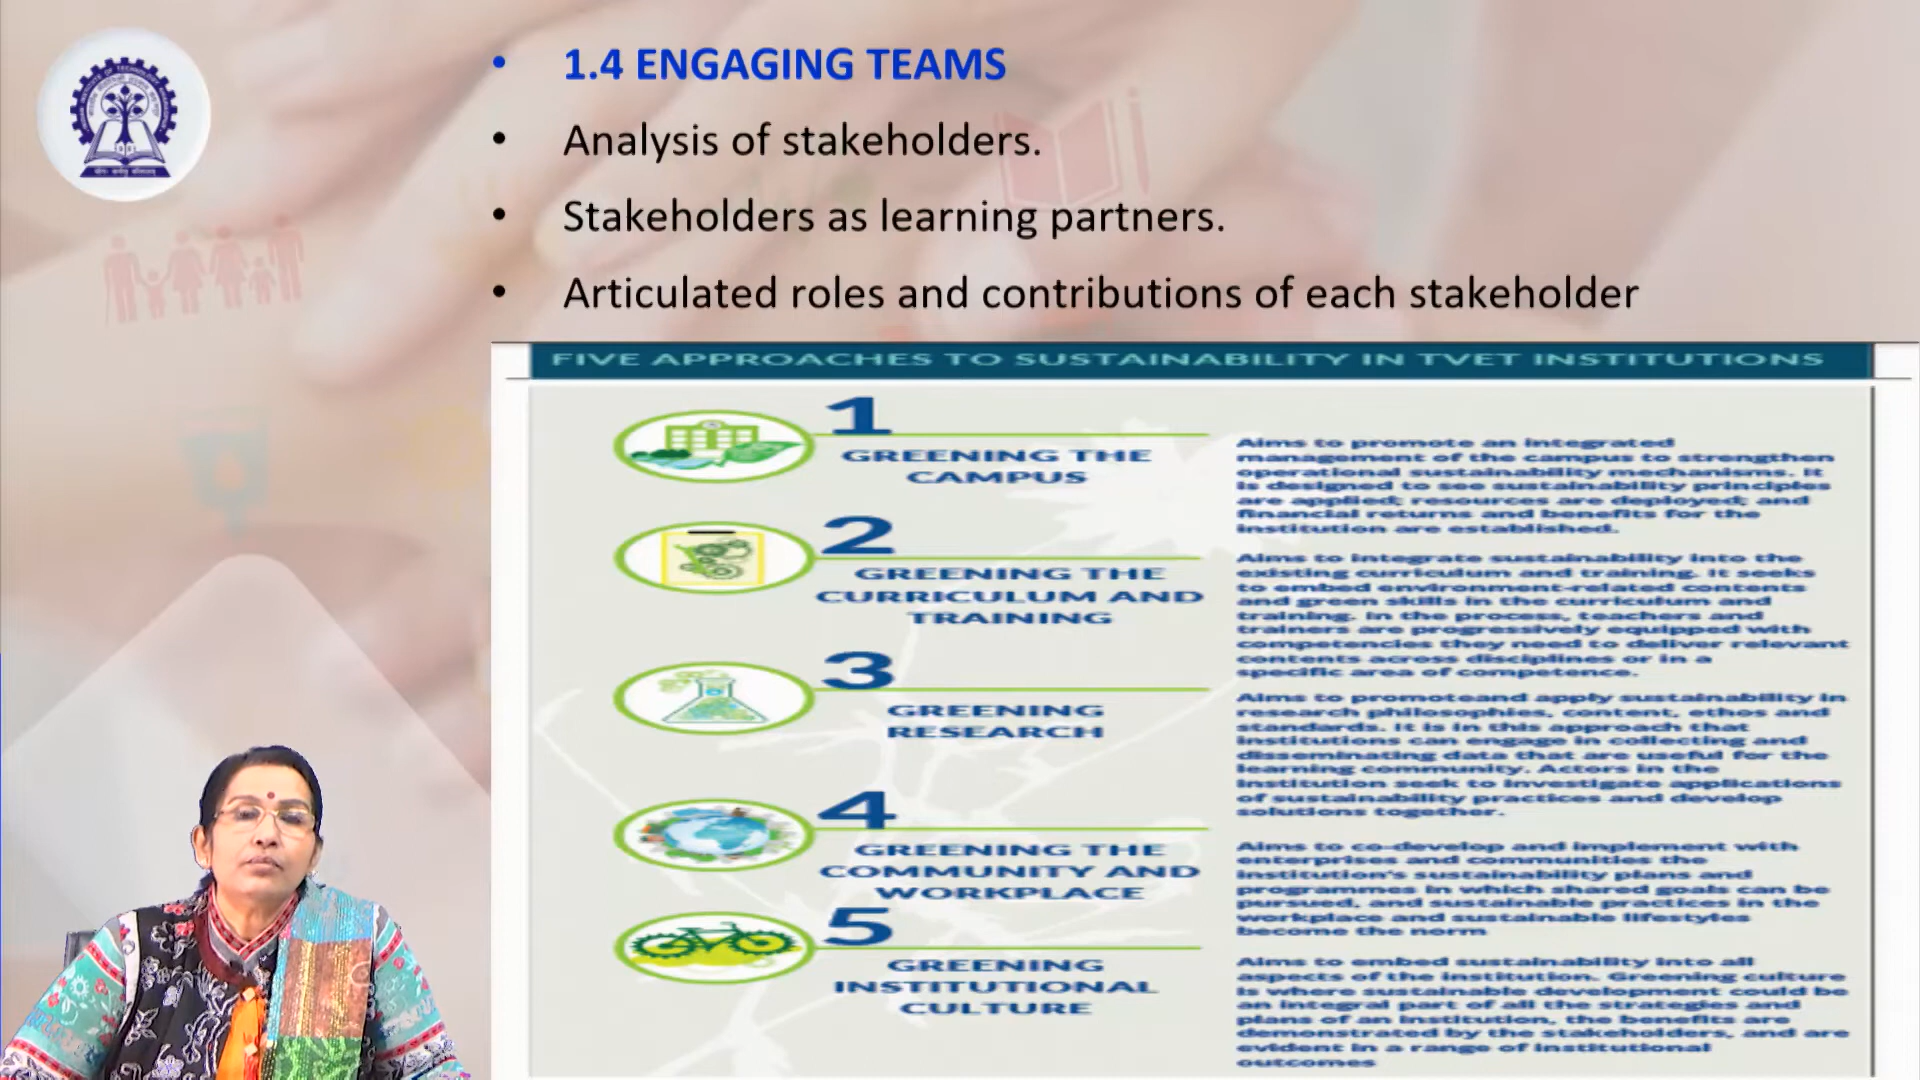 • 1.4 ENGAGING TEAMS
• Analysis of stakeholders.
• Stakeholders as learning partners.
• Articulated roles and contributions of each stakeholder
FIVE APPROACHES TO SUSTAINABILITY IN TVET INSTITUTIONS
1
GREENING THE
CAMPUS
Aims to promote an integrated
management of the campus to strengthen
operational sustainability mechanisms. It
is designed to see sustainability principles
are applied; resources are deployed; and
financial returns and benefits for the
institution are established.
2
GREENING THE
CURRICULUM AND
TRAINING
Aims to integrate sustainability into the
existing curriculum and training. It seeks
to embed environment-related contents
and green skills in the curriculum and
training. In the process, teachers and
trainers are progressively equipped with
competencies they need to deliver relevant
contents across disciplines or in a
specific area of competence.
3
GREENING
RESEARCH
Aims to promoteand apply sustainability in
research philosophies, content, ethos and
standards. It is in this approach that
institutions can engage in collecting and
disseminating data that are useful for the
learning community. Actors in the
institution seek to investigate applications
of sustainability practices and develop
solutions together.
4
GREENING THE
COMMUNITY AND
WORKPLACE
Aims to co-develop and implement with
enterprises and communities the
institution's sustainability plans and
programmes in which shared goals can be
pursued, and sustainable practices in the
workplace and sustainable lifestyles
become the norm
5
GREENING
INSTITUTIONAL
CULTURE
Aims to embed sustainability into all
aspects of the institution. Greening culture
is where sustainable development could be
an integral part of all the strategies and
plans of an institution, the benefits are
demonstrated by the stakeholders, and are
evident in a range of institutional
outcomes